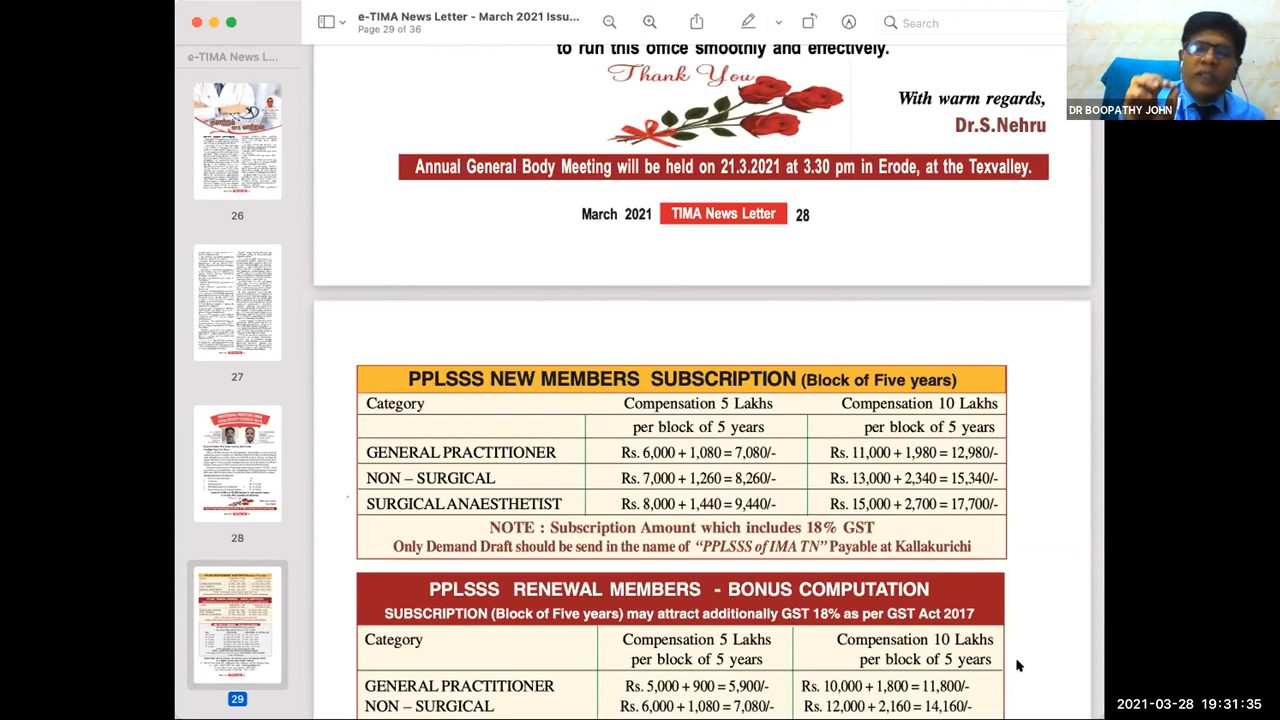 e-TIMA News Letter - March 2021 Issu...
Page 29 of 36
Search
e-TIMA News L...
26
27
28
29
to run this office smoothly and effectively.
Thank You
With warm regards,
Dr.S.Nehru
Annual General Body Meeting will be held on 21.3.2021 at 3.30 pm in Erode, at the Texvalley.
March 2021 TIMA News Letter 28
PPLSSS NEW MEMBERS SUBSCRIPTION (Block of Five years)
Category Compensation 5 Lakhs Compensation 10 Lakhs
per block of 5 years per block of 5 years
GENERAL PRACTITIONER Rs. 6,000 + 1,080 = 7,080/- Rs. 11,000 + 1,980 = 12,980/-
NON – SURGICAL Rs. 7,000 + 1,260 = 8,260/- Rs. 13,000 + 2,340 = 15,340/-
SURGICAL ANAESTHETIST Rs. 8,000 + 1,440 = 9,440/- Rs. 15,000 + 2,700 = 17,700/-
NOTE : Subscription Amount which includes 18% GST
Only Demand Draft should be send in the name of "PPLSSS of IMA TN" Payable at Kallakurichi
PPLSSS RENEWAL MEMBERS - BONUS COMPUTATION
SUBSCRIPTION (Block of Five years) may attract additionally GST 18% as per GST Act 2017
Category Compensation 5 Lakhs Compensation 10 Lakhs
per block of 5 years per block of 5 years
GENERAL PRACTITIONER Rs. 5,000 + 900 = 5,900/- Rs. 10,000 + 1,800 = 11,800/-
NON – SURGICAL Rs. 6,000 + 1,080 = 7,080/- Rs. 12,000 + 2,160 = 14,160/-
DR BOOPATHY JOHN
2021-03-28 19:31:35